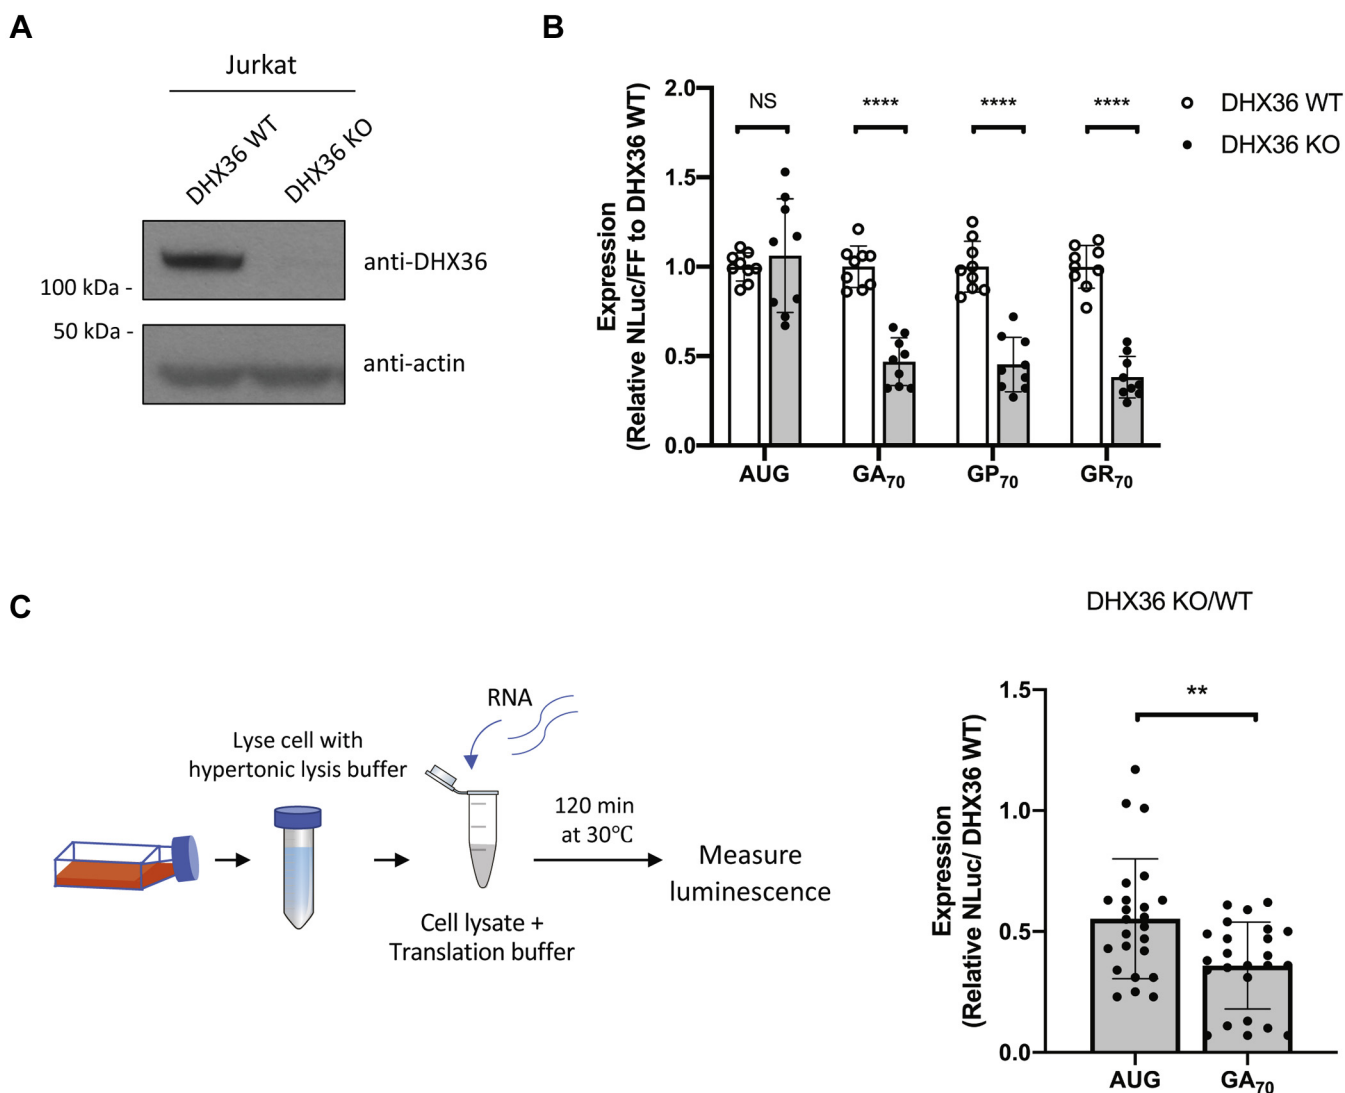 A
Jurkat
DHX36 WT
DHX36 KO
anti-DHX36
100 kDa -
50 kDa -
anti-actin
B
Expression
(Relative NLuc/FF to DHX36 WT)
2.0
1.5
1.0
0.5
0.0
NS
****
****
****
DHX36 WT
DHX36 KO
AUG
GA₇₀
GP₇₀
GR₇₀
C
Lyse cell with
hypertonic lysis buffer
RNA
Cell lysate +
Translation buffer
120 min
at 30℃
Measure
luminescence
DHX36 KO/WT
Expression
(Relative NLuc/ DHX36 WT)
1.5
1.0
0.5
0.0
**
AUG
GA₇₀